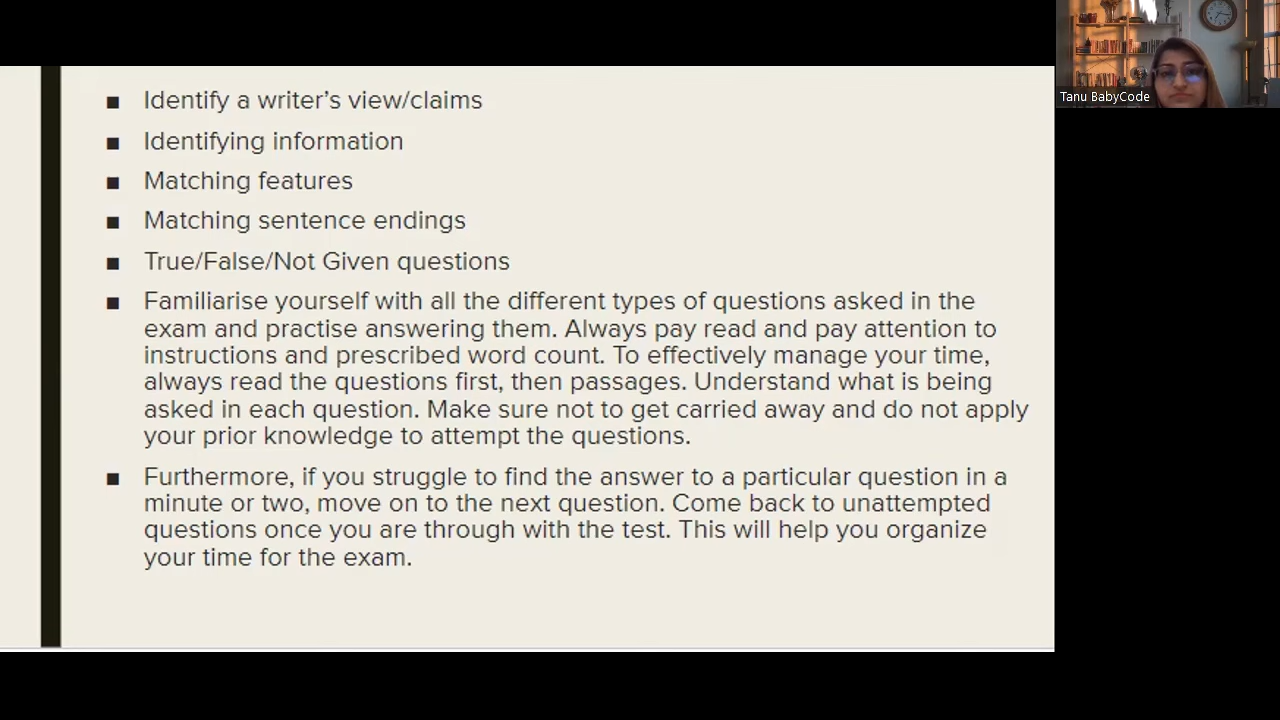 Tanu BabyCode
Identify a writer's view/claims
Identifying information
Matching features
Matching sentence endings
True/False/Not Given questions
Familiarise yourself with all the different types of questions asked in the
exam and practise answering them. Always pay read and pay attention to
instructions and prescribed word count. To effectively manage your time,
always read the questions first, then passages. Understand what is being
asked in each question. Make sure not to get carried away and do not apply
your prior knowledge to attempt the questions.
Furthermore, if you struggle to find the answer to a particular question in a
minute or two, move on to the next question. Come back to unattempted
questions once you are through with the test. This will help you organize
your time for the exam.